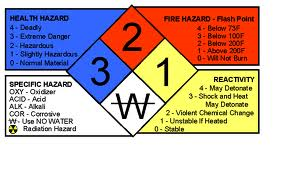 HEALTH HAZARD
4 - Deadly
3 - Extreme Danger
2 - Hazardous
1 - Slightly Hazardous
0 - Normal Material
FIRE HAZARD - Flash Point
4 - Below 73F
3 - Below 100F
2 - Below 200F
1 - Above 200F
0 - Will Not Burn
2
3
1
W
SPECIFIC HAZARD
OXY - Oxidizer
ACID - Acid
ALK - Alkali
COR - Corrosive
W - Use NO WATER
Radiation Hazard
REACTIVITY
4 - May Detonate
3 - Shock and Heat
May Detonate
2 - Violent Chemical Change
1 - Unstable If Heated
0 - Stable